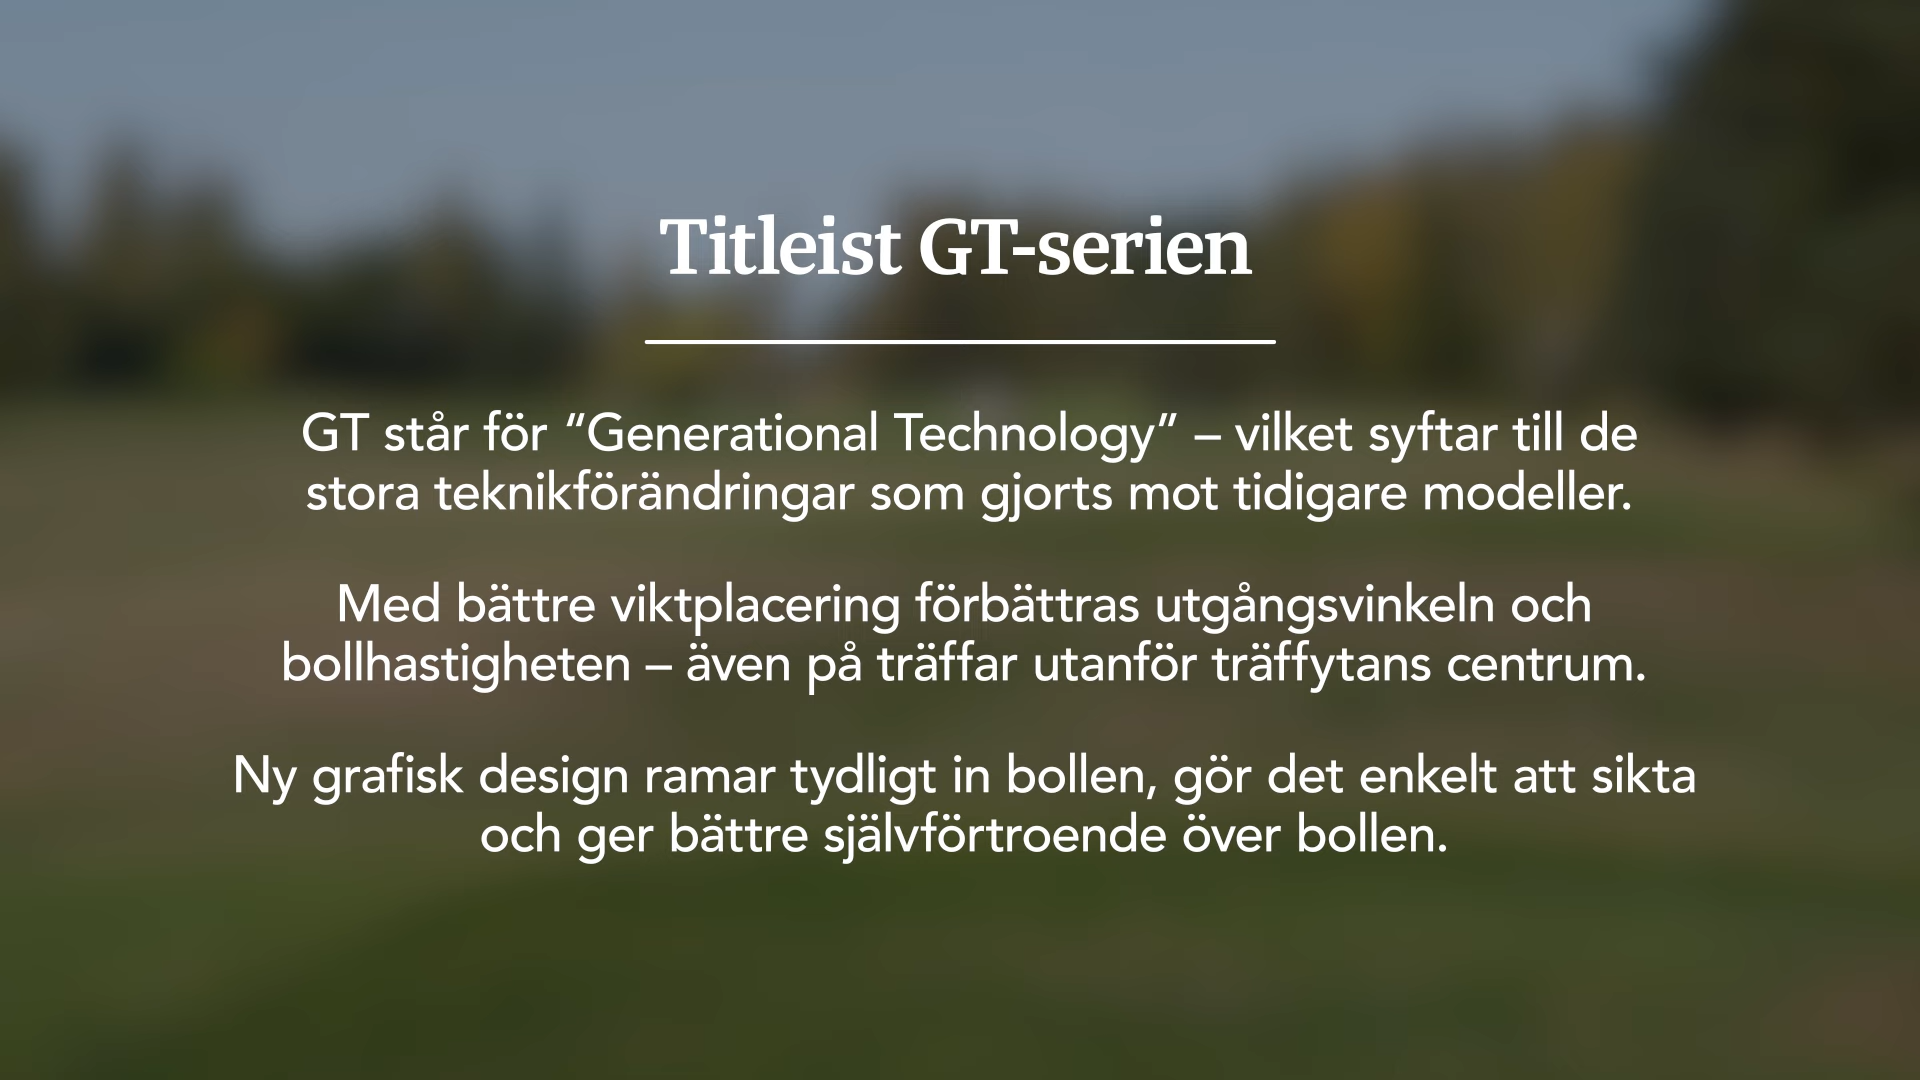 Titleist GT-serien
GT står för ”Generational Technology” – vilket syftar till de
stora teknikförändringar som gjorts mot tidigare modeller.
Med bättre viktplacering förbättras utgångsvinkeln och
bollhastigheten – även på träffar utanför träffytans centrum.
Ny grafisk design ramar tydligt in bollen, gör det enkelt att sikta
och ger bättre självförtroende över bollen.